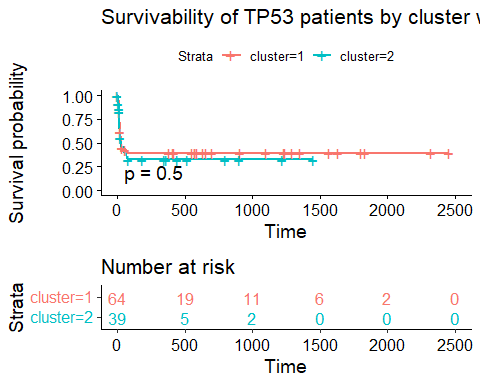 Survivability of TP53 patients by cluster
Strata cluster=1 cluster=2
Survival probability
1.00
0.75
0.50
0.25
0.00
p = 0.5
0 500 1000 1500 2000 2500
Time
Number at risk
Strata
cluster=1 64 19 11 6 2 0
cluster=2 39 5 2 0 0 0
0 500 1000 1500 2000 2500
Time